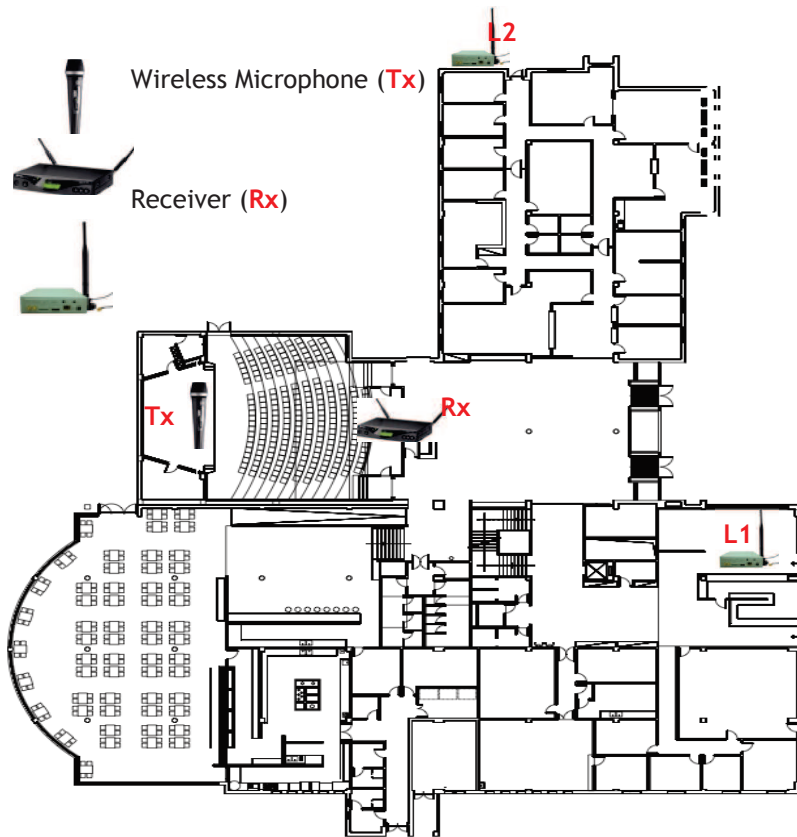 L2
Wireless Microphone (Tx)
Receiver (Rx)
Tx
Rx
L1